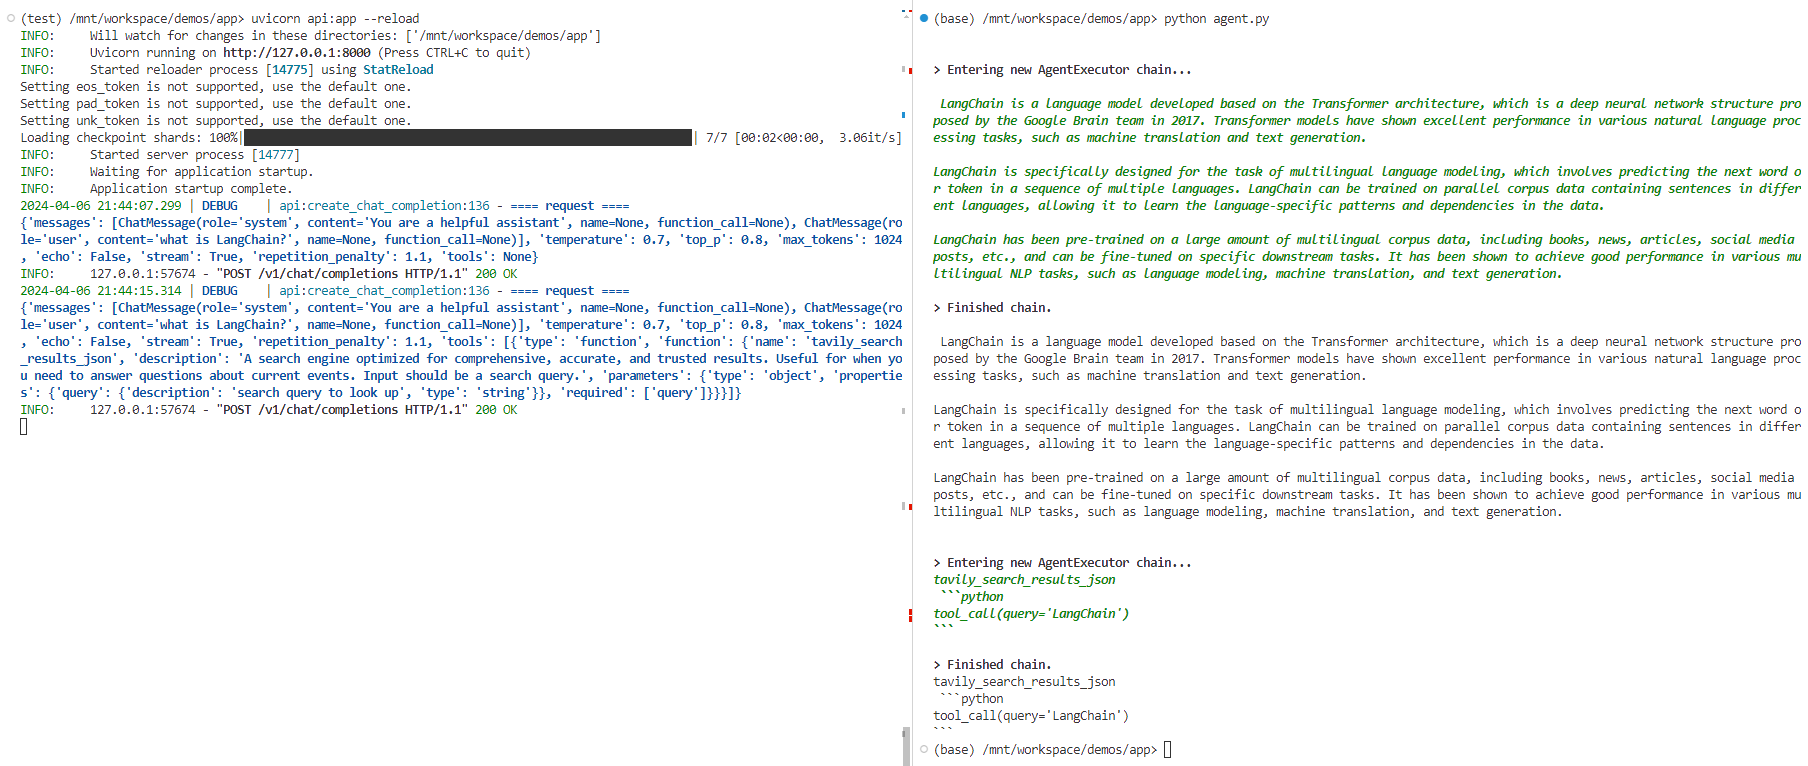 (test) /mnt/workspace/demos/app> uvicorn api:app --reload
INFO:     Will watch for changes in these directories: ['/mnt/workspace/demos/app']
INFO:     Uvicorn running on http://127.0.0.1:8000 (Press CTRL+C to quit)
INFO:     Started reloader process [14775] using StatReload
Setting eos_token is not supported, use the default one.
Setting pad_token is not supported, use the default one.
Setting unk_token is not supported, use the default one.
Loading checkpoint shards: 100%| | 7/7 [00:02<00:00,  3.06it/s]
INFO:     Started server process [14777]
INFO:     Waiting for application startup.
INFO:     Application startup complete.
2024-04-06 21:44:07.299 | DEBUG    | api:create_chat_completion:136 - ==== request ====
{'messages': [ChatMessage(role='system', content='You are a helpful assistant', name=None, function_call=None), ChatMessage(ro
le='user', content='what is LangChain?', name=None, function_call=None)], 'temperature': 0.7, 'top_p': 0.8, 'max_tokens': 1024
, 'echo': False, 'stream': True, 'repetition_penalty': 1.1, 'tools': None}
INFO:     127.0.0.1:57674 - "POST /v1/chat/completions HTTP/1.1" 200 OK
2024-04-06 21:44:15.314 | DEBUG    | api:create_chat_completion:136 - ==== request ====
{'messages': [ChatMessage(role='system', content='You are a helpful assistant', name=None, function_call=None), ChatMessage(ro
le='user', content='what is LangChain?', name=None, function_call=None)], 'temperature': 0.7, 'top_p': 0.8, 'max_tokens': 1024
, 'echo': False, 'stream': True, 'repetition_penalty': 1.1, 'tools': [{'type': 'function', 'function': {'name': 'tavily_search
_results_json', 'description': 'A search engine optimized for comprehensive, accurate, and trusted results. Useful for when yo
u need to answer questions about current events. Input should be a search query.', 'parameters': {'type': 'object', 'propertie
s': {'query': {'description': 'search query to look up', 'type': 'string'}}, 'required': ['query']}}}]}
INFO:     127.0.0.1:57674 - "POST /v1/chat/completions HTTP/1.1" 200 OK
(base) /mnt/workspace/demos/app> python agent.py
> Entering new AgentExecutor chain...
LangChain is a language model developed based on the Transformer architecture, which is a deep neural network structure pro
posed by the Google Brain team in 2017. Transformer models have shown excellent performance in various natural language proc
essing tasks, such as machine translation and text generation.
LangChain is specifically designed for the task of multilingual language modeling, which involves predicting the next word o
r token in a sequence of multiple languages. LangChain can be trained on parallel corpus data containing sentences in differ
ent languages, allowing it to learn the language-specific patterns and dependencies in the data.
LangChain has been pre-trained on a large amount of multilingual corpus data, including books, news, articles, social media
posts, etc., and can be fine-tuned on specific downstream tasks. It has been shown to achieve good performance in various mu
ltilingual NLP tasks, such as language modeling, machine translation, and text generation.
> Finished chain.
LangChain is a language model developed based on the Transformer architecture, which is a deep neural network structure pro
posed by the Google Brain team in 2017. Transformer models have shown excellent performance in various natural language proc
essing tasks, such as machine translation and text generation.
LangChain is specifically designed for the task of multilingual language modeling, which involves predicting the next word o
r token in a sequence of multiple languages. LangChain can be trained on parallel corpus data containing sentences in differ
ent languages, allowing it to learn the language-specific patterns and dependencies in the data.
LangChain has been pre-trained on a large amount of multilingual corpus data, including books, news, articles, social media
posts, etc., and can be fine-tuned on specific downstream tasks. It has been shown to achieve good performance in various mu
ltilingual NLP tasks, such as language modeling, machine translation, and text generation.
> Entering new AgentExecutor chain...
tavily_search_results_json
```python
tool_call(query='LangChain')
```
> Finished chain.
tavily_search_results_json
```python
tool_call(query='LangChain')
```
(base) /mnt/workspace/demos/app>